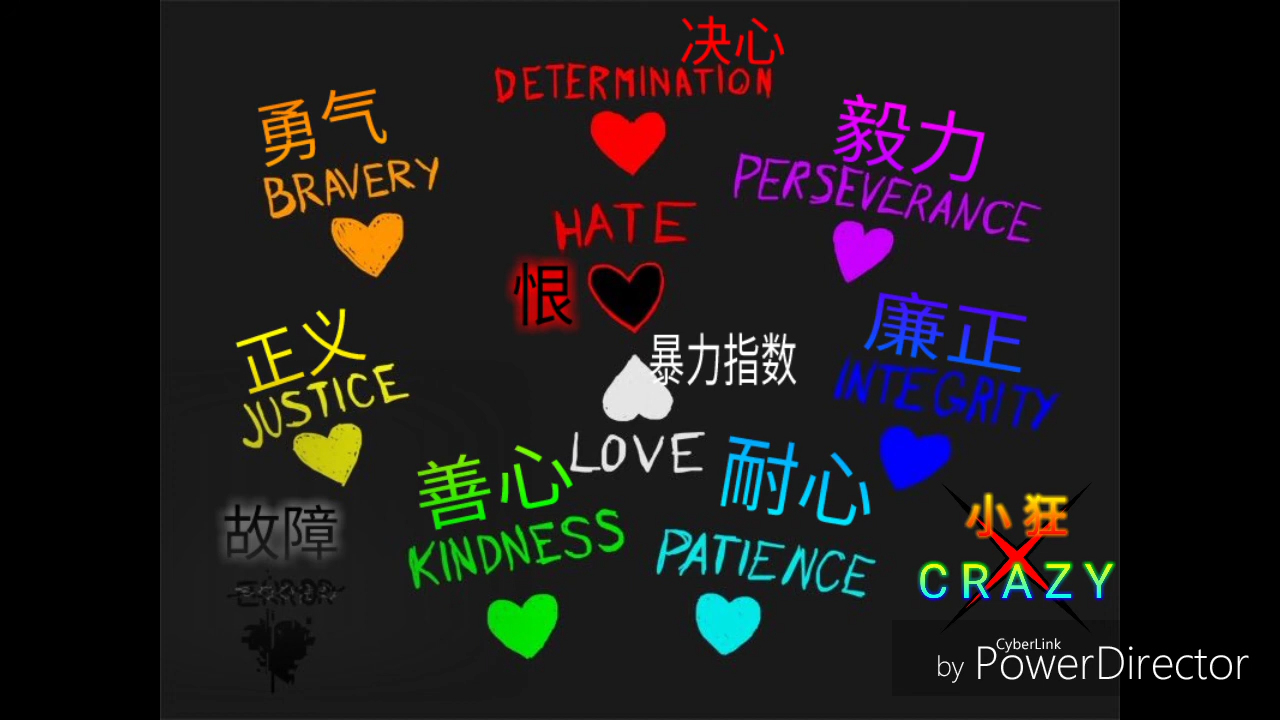 决心
DETERMINATION
勇气
BRAVERY
毅力
PERSEVERANCE
HATE
恨
正义
JUSTICE
暴力指数
LOVE
廉正
INTEGRITY
善心
KINDNESS
耐心
PATIENCE
故障
ERROR
小狂
CRAZY
CyberLink
by PowerDirector